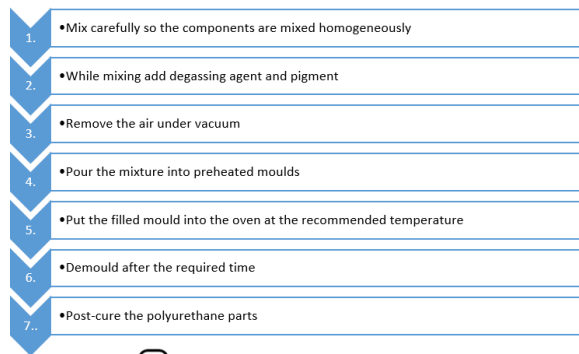 1. •Mix carefully so the components are mixed homogeneously
2. •While mixing add degassing agent and pigment
3. •Remove the air under vacuum
4. •Pour the mixture into preheated moulds
5. •Put the filled mould into the oven at the recommended temperature
6. •Demould after the required time
7.. •Post-cure the polyurethane parts